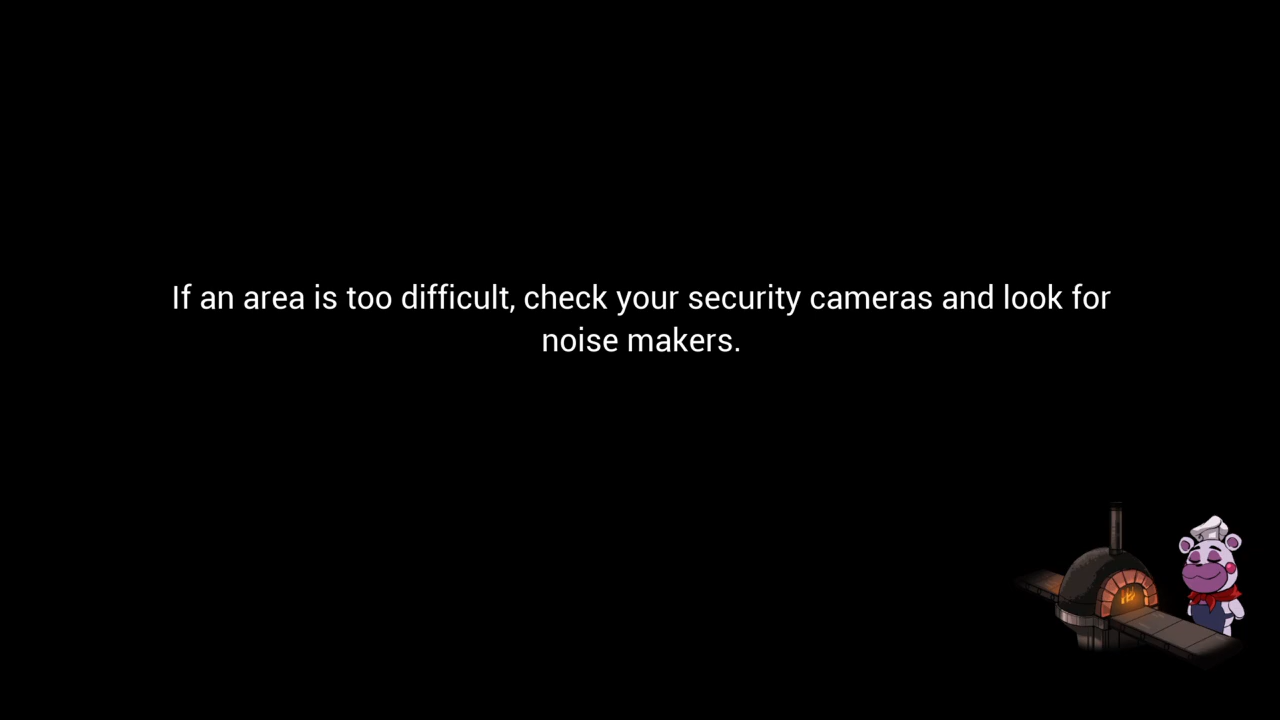 If an area is too difficult, check your security cameras and look for
noise makers.